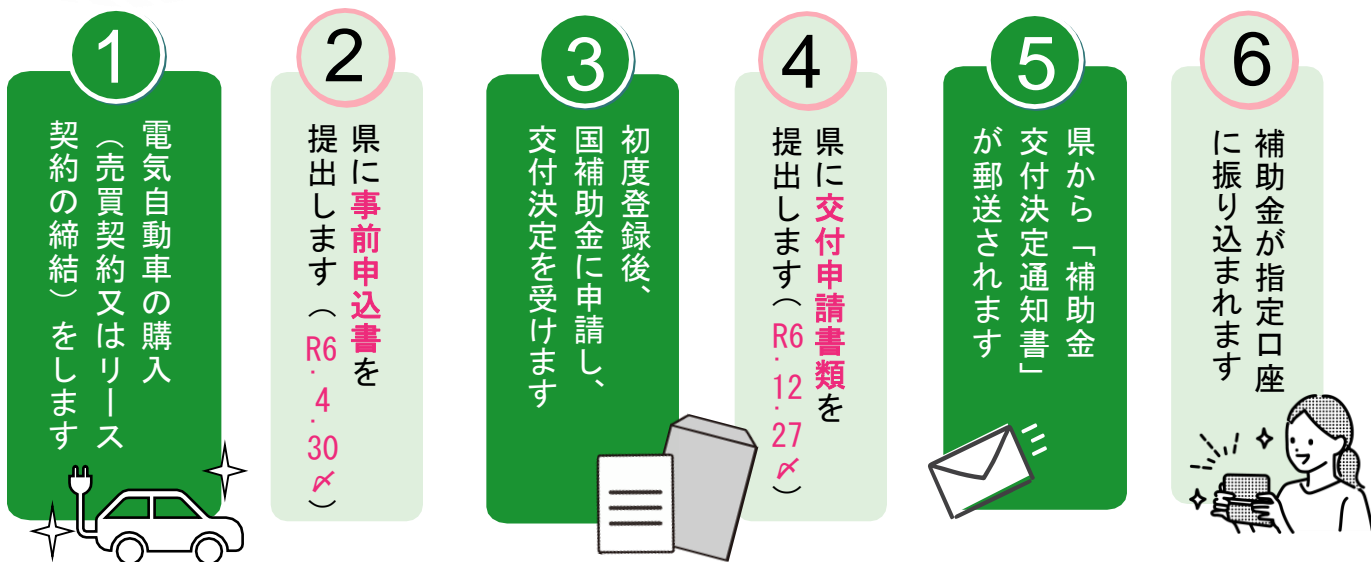 1
電気自動車の購入
（売買契約又はリース
契約の締結）をします
2
県に事前申込書を
提出します（R6.4.30〆）
3
初度登録後、
国補助金に申請し、
交付決定を受けます
4
県に交付申請書類を
提出します（R6.12.27〆）
5
県から「補助金
交付決定通知書」
が郵送されます
6
補助金が指定口座
に振り込まれます